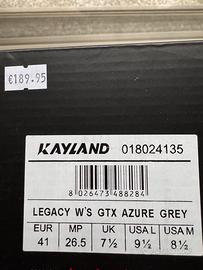 €189.95
KAYLAND 018024135
8 026473 488284
LEGACY W'S GTX AZURE GREY
EUR MP UK USA L USA M
41 26.5 7½ 9½ 8½